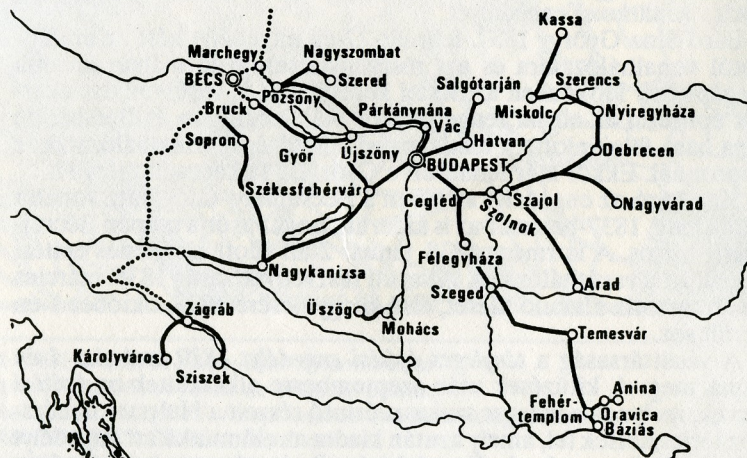 Kassa
Marchegy
Nagyszombat
BÉCS
Szered
Salgótarján
Szerencs
Pozsony
Bruck
Miskolc
Nyíregyháza
Párkánynána
Vác
Hatvan
Debrecen
Sopron
Győr
Újszőny
BUDAPEST
Székesfehérvár
Cegléd
Szajol
Szolnok
Nagyvárad
Félegyháza
Nagykanizsa
Arad
Szeged
Zágráb
Üszög
Mohács
Temesvár
Károlyváros
Sziszek
Anina
Fehér-
templom
Oravica
Báziás